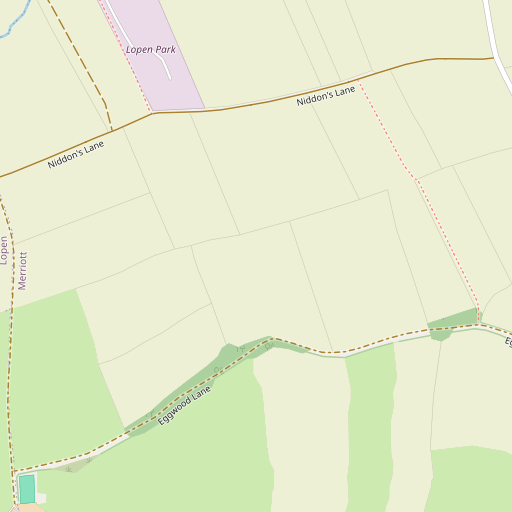 Lopen Park
Niddon's Lane
Niddon's Lane
Lopen
Merriott
Eggwood Lane
Eg